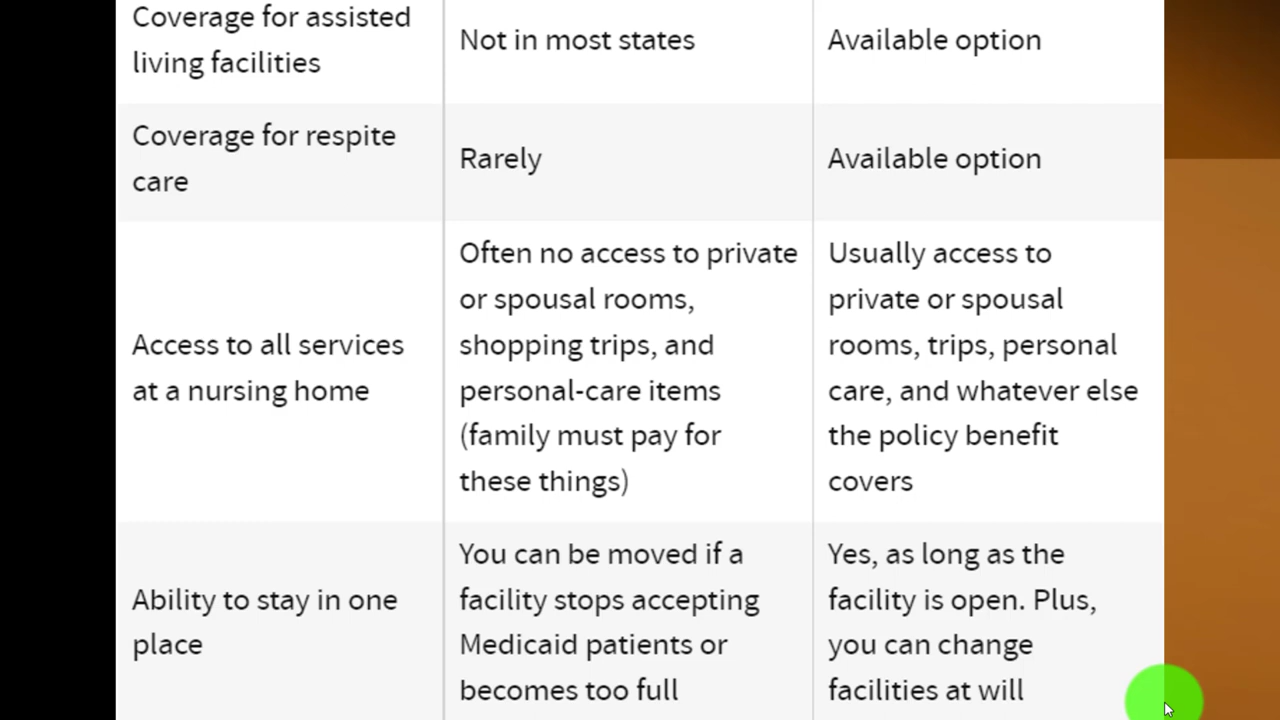 Coverage for assisted
living facilities
Not in most states
Available option
Coverage for respite
care
Rarely
Available option
Access to all services
at a nursing home
Often no access to private
or spousal rooms,
shopping trips, and
personal-care items
(family must pay for
these things)
Usually access to
private or spousal
rooms, trips, personal
care, and whatever else
the policy benefit
covers
Ability to stay in one
place
You can be moved if a
facility stops accepting
Medicaid patients or
becomes too full
Yes, as long as the
facility is open. Plus,
you can change
facilities at will